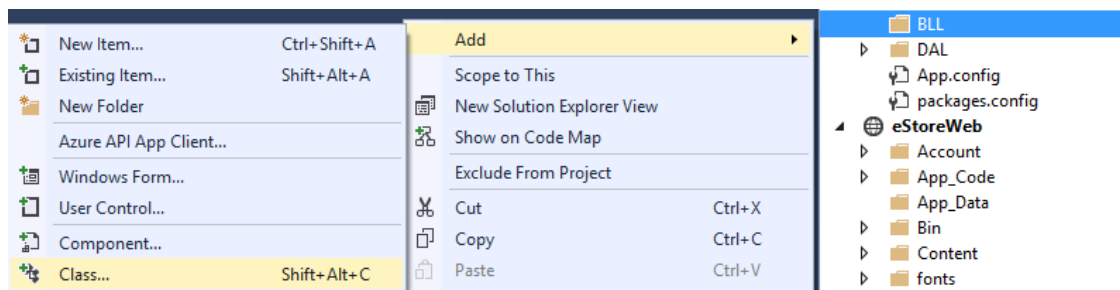 New Item... Ctrl+Shift+A
Existing Item... Shift+Alt+A
New Folder
Azure API App Client...
Windows Form...
User Control...
Component...
Class... Shift+Alt+C
Add
Scope to This
New Solution Explorer View
Show on Code Map
Exclude From Project
Cut Ctrl+X
Copy Ctrl+C
Paste Ctrl+V
BLL
DAL
App.config
packages.config
eStoreWeb
Account
App_Code
App_Data
Bin
Content
fonts